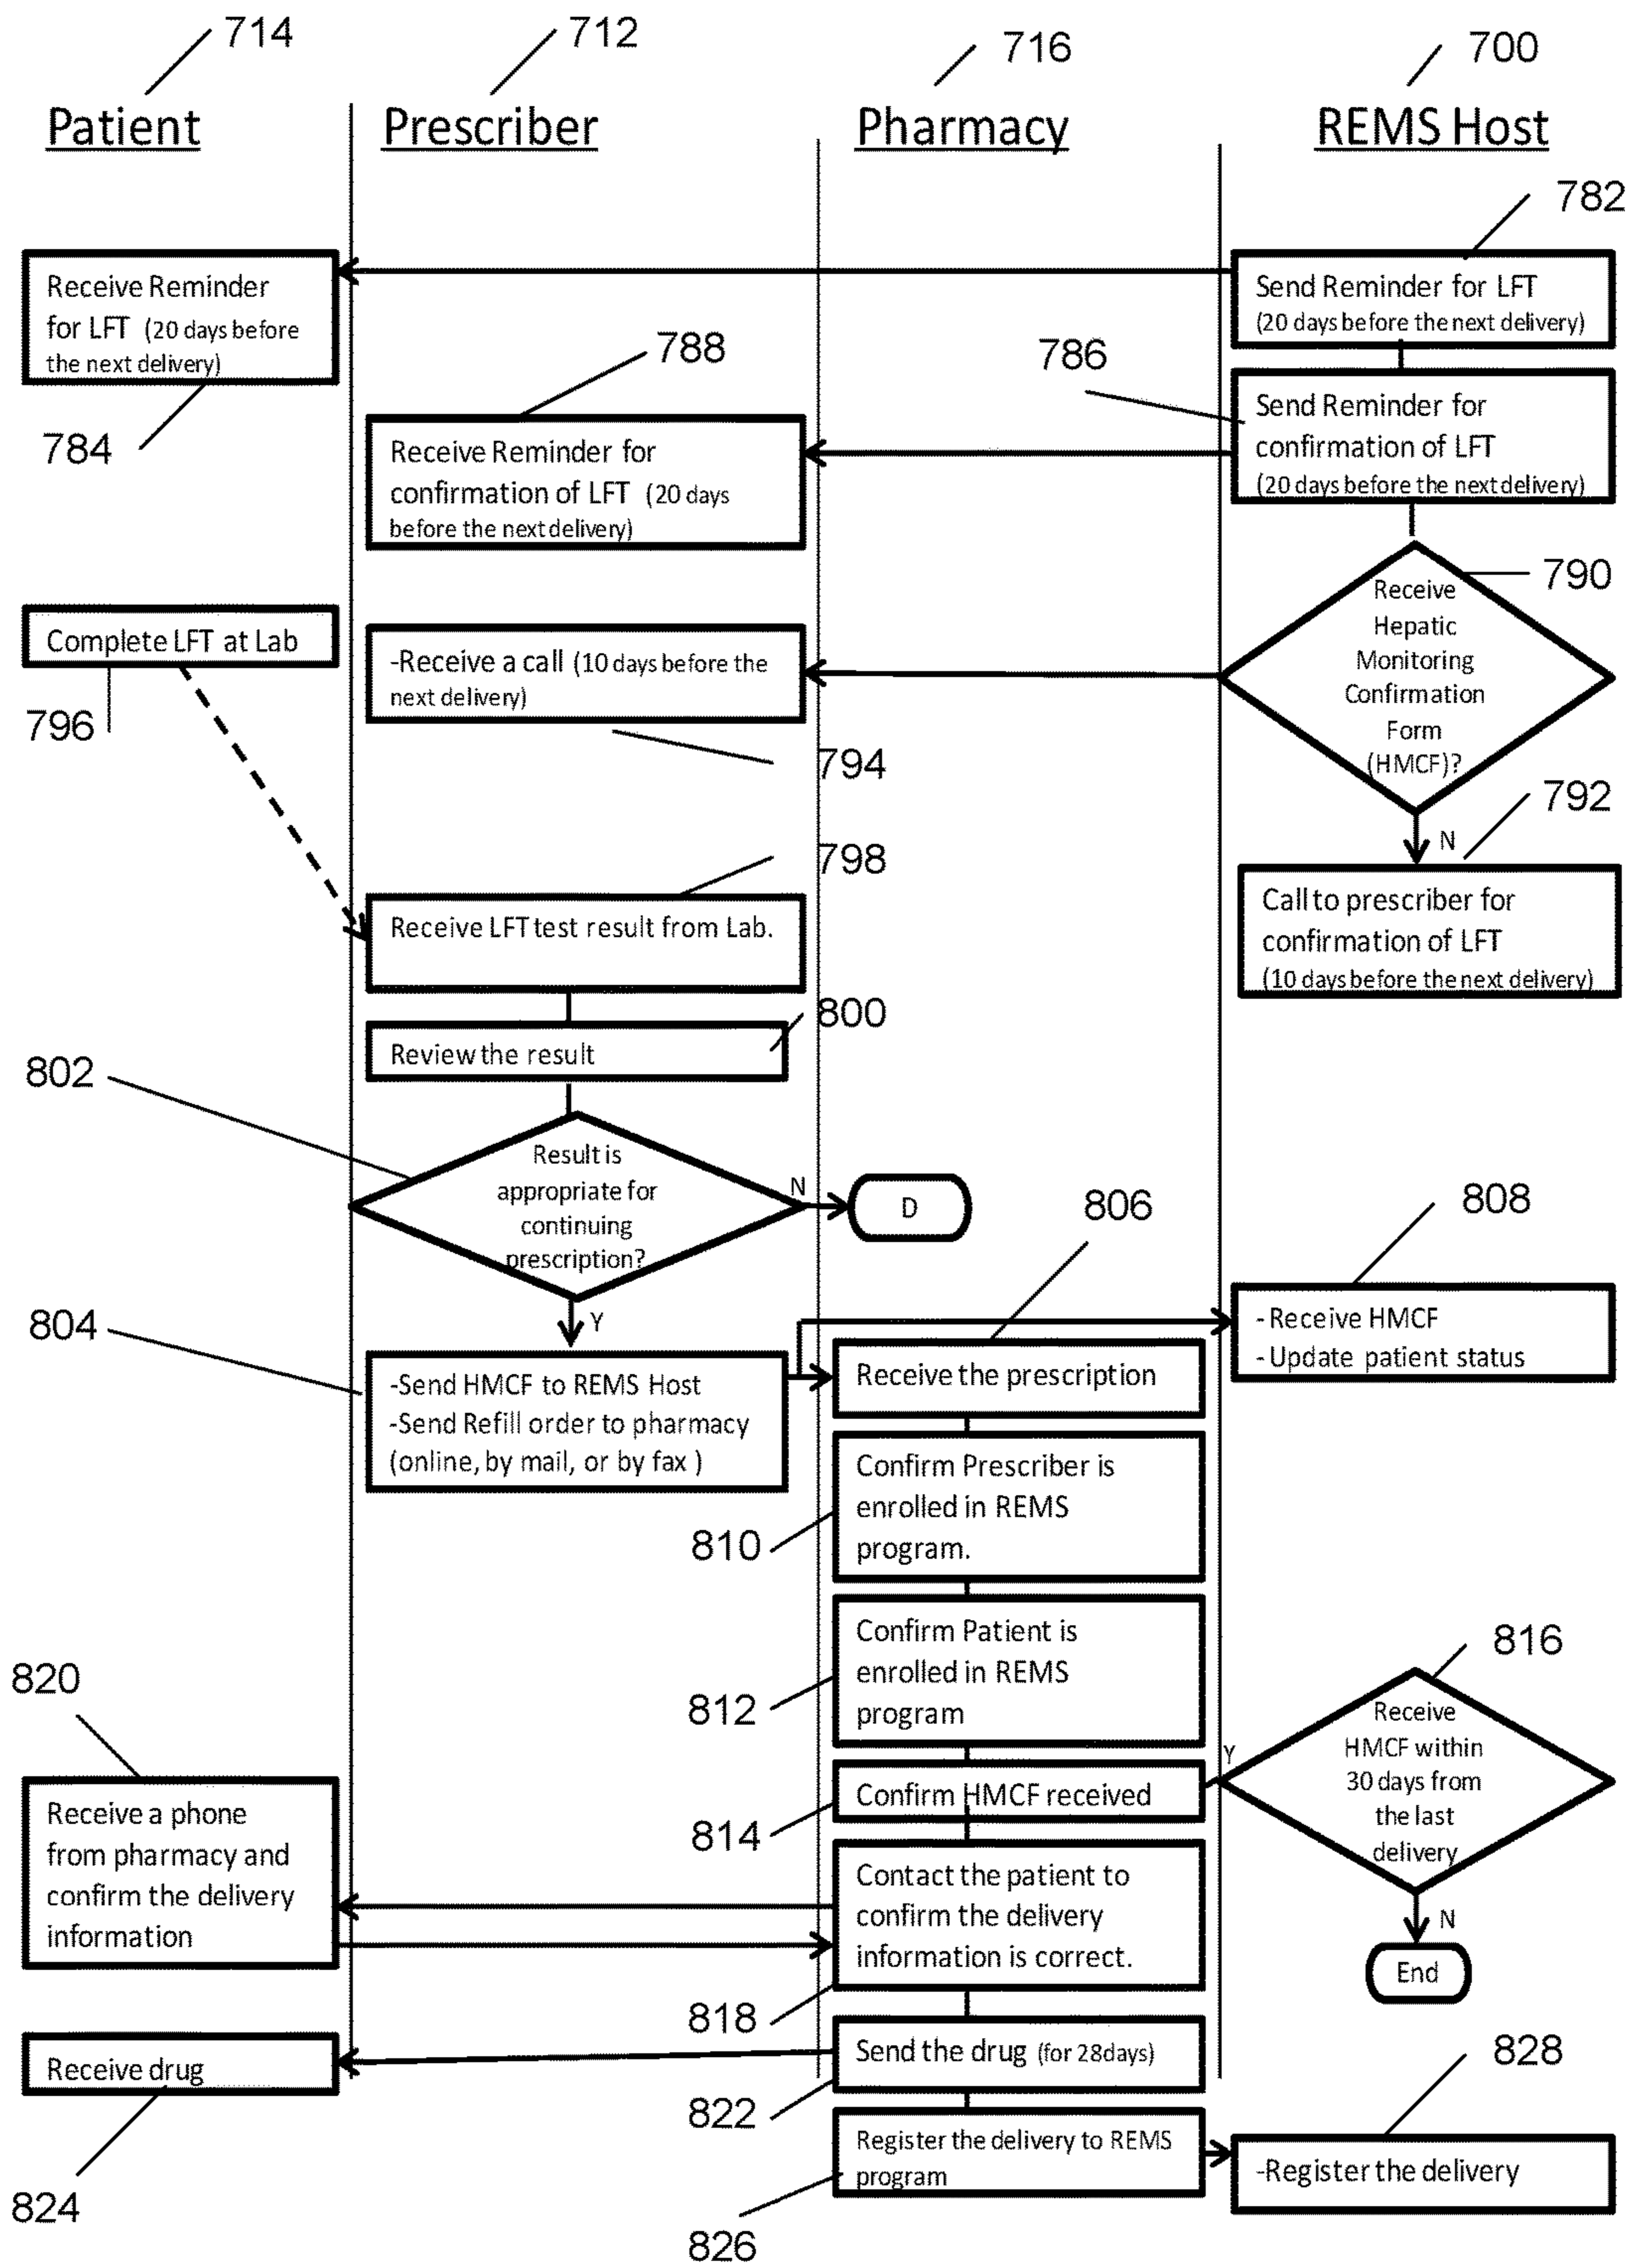 714
712
716
700
Patient
Prescriber
Pharmacy
REMS Host
782
Receive Reminder
for LFT (20 days before
the next delivery)
784
Send Reminder for LFT
(20 days before the next delivery)
788
786
Receive Reminder for
confirmation of LFT (20 days
before the next delivery)
Send Reminder for
confirmation of LFT
(20 days before the next delivery)
790
Receive
Hepatic
Monitoring
Confirmation
Form
(HMCF)?
Complete LFT at Lab
796
-Receive a call (10 days before the
next delivery)
794
792
N
798
Call to prescriber for
confirmation of LFT
(10 days before the next delivery)
Receive LFT test result from Lab.
800
Review the result
802
Result is
appropriate for
continuing
prescription?
N
D
Y
806
808
804
-Send HMCF to REMS Host
-Send Refill order to pharmacy
(online, by mail, or by fax )
Receive the prescription
- Receive HMCF
- Update patient status
Confirm Prescriber is
enrolled in REMS
program.
810
Confirm Patient is
enrolled in REMS
program
812
816
Receive
HMCF within
30 days from
the last
delivery
Y
N
End
Confirm HMCF received
814
820
Receive a phone
from pharmacy and
confirm the delivery
information
Contact the patient to
confirm the delivery
information is correct.
818
Receive drug
824
Send the drug (for 28days)
822
828
Register the delivery to REMS
program
826
-Register the delivery